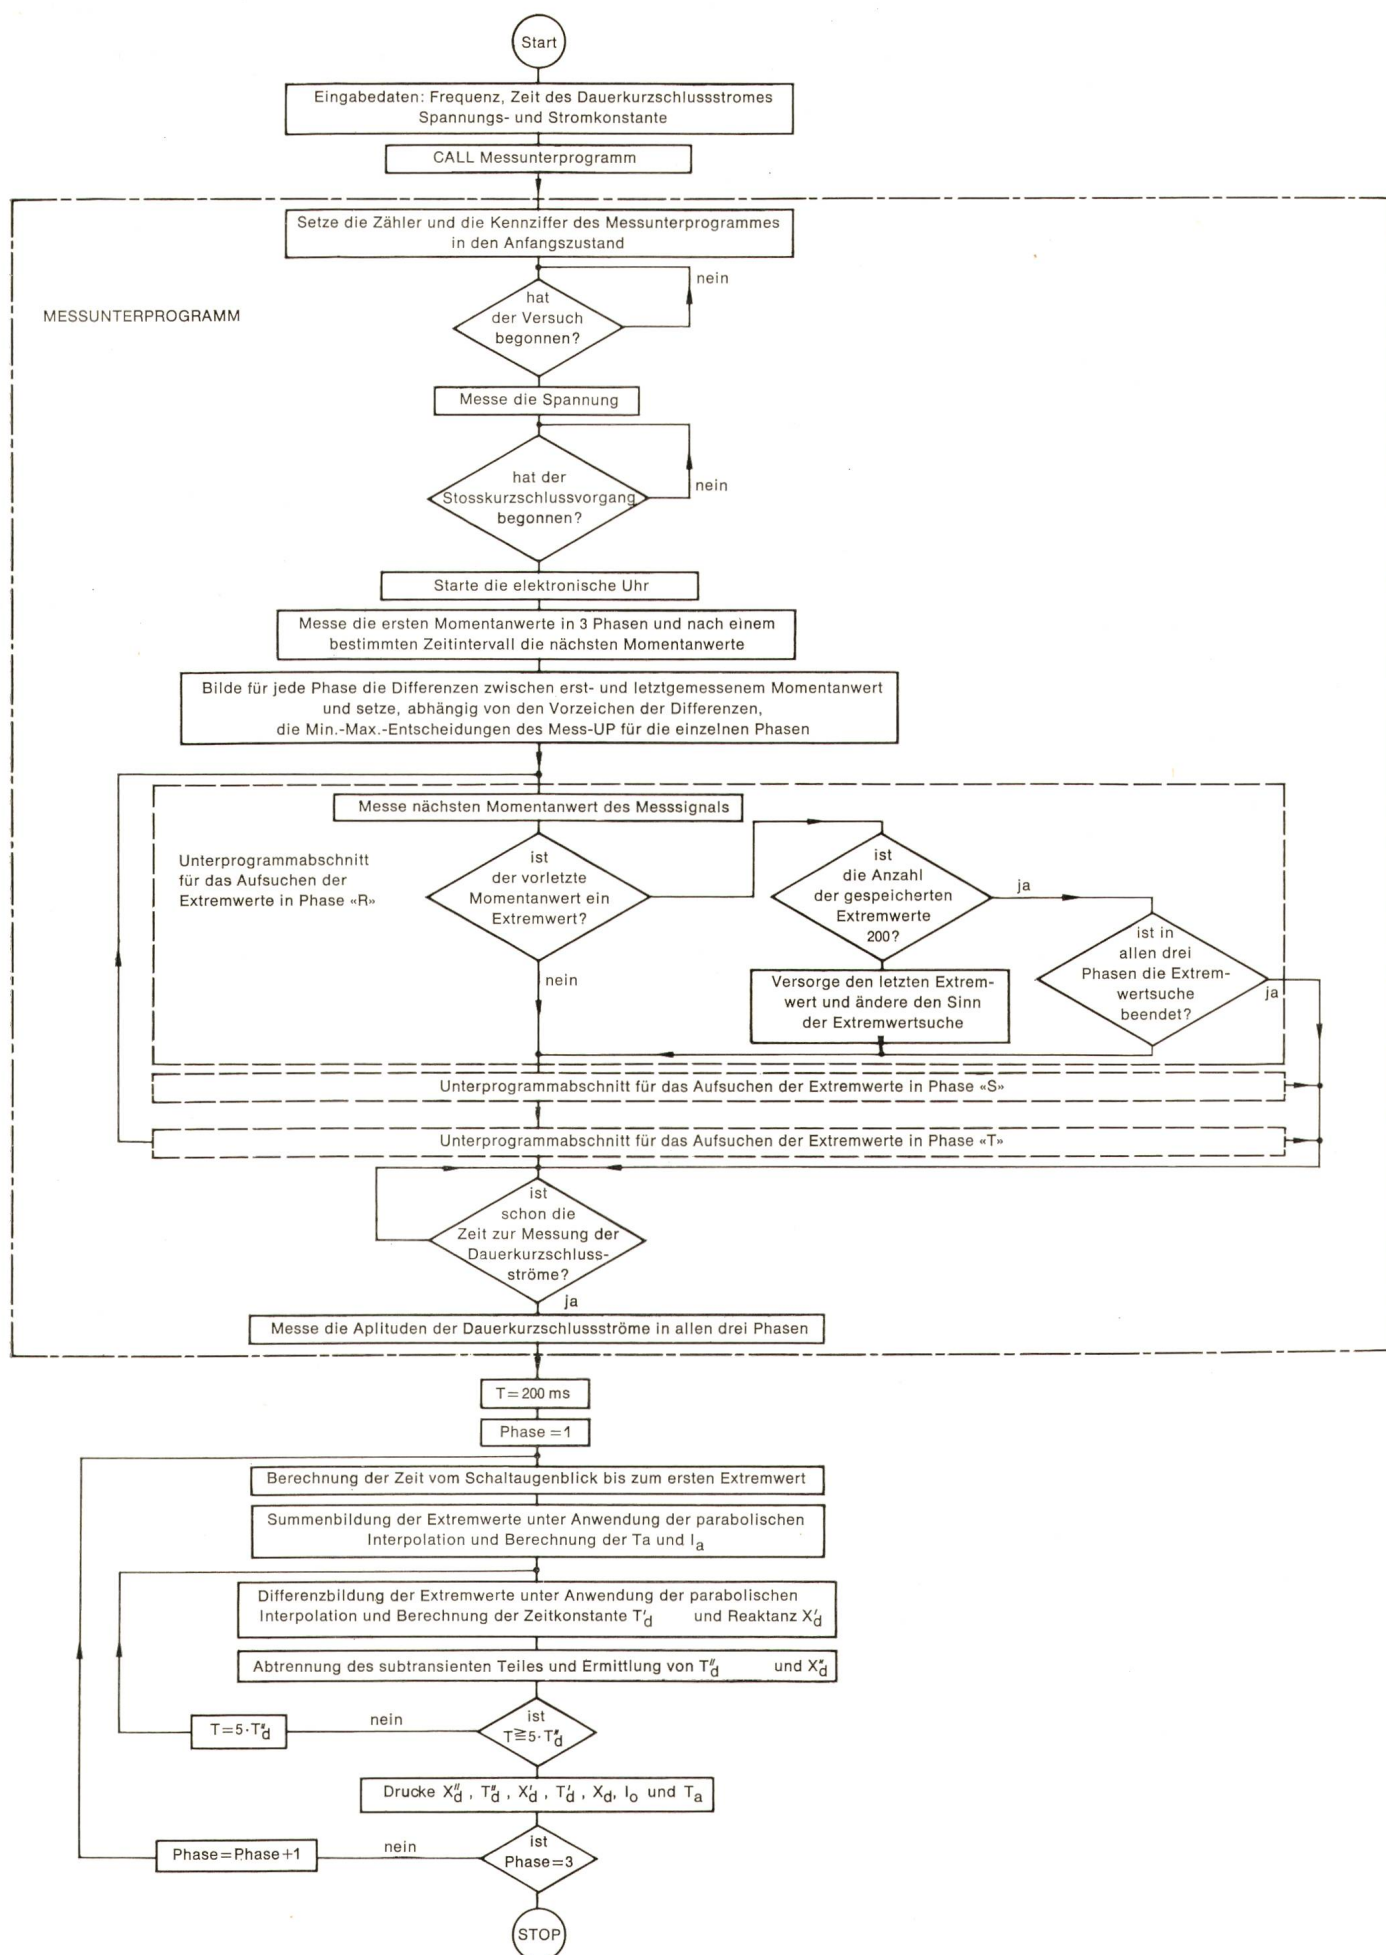 Start
Eingabedaten: Frequenz, Zeit des Dauerkurzschlussstromes
Spannungs- und Stromkonstante
CALL Messunterprogramm
Setze die Zähler und die Kennziffer des Messunterprogrammes
in den Anfangszustand
nein
MESSUNTERPROGRAMM
hat
der Versuch
begonnen?
Messe die Spannung
hat der
Stosskurzschlussvorgang
begonnen?
nein
Starte die elektronische Uhr
Messe die ersten Momentanwerte in 3 Phasen und nach einem
bestimmten Zeitintervall die nächsten Momentanwerte
Bilde für jede Phase die Differenzen zwischen erst- und letztgemessenem Momentanwert
und setze, abhängig von den Vorzeichen der Differenzen,
die Min.-Max.-Entscheidungen des Mess-UP für die einzelnen Phasen
Messe nächsten Momentanwert des Messsignals
Unterprogrammabschnitt
für das Aufsuchen der
Extremwerte in Phase «R»
ist
der vorletzte
Momentanwert ein
Extremwert?
nein
ist
die Anzahl
der gespeicherten
Extremwerte
200?
ja
ist in
allen drei
Phasen die Extrem-
wertsuche
beendet?
ja
Versorge den letzten Extrem-
wert und ändere den Sinn
der Extremwertsuche
Unterprogrammabschnitt für das Aufsuchen der Extremwerte in Phase «S»
Unterprogrammabschnitt für das Aufsuchen der Extremwerte in Phase «T»
ist
schon die
Zeit zur Messung der
Dauerkurzschluss-
ströme?
ja
Messe die Aplituden der Dauerkurzschlussströme in allen drei Phasen
T=200 ms
Phase=1
Berechnung der Zeit vom Schaltaugenblick bis zum ersten Extremwert
Summenbildung der Extremwerte unter Anwendung der parabolischen
Interpolation und Berechnung der Ta und Ia
Differenzbildung der Extremwerte unter Anwendung der parabolischen
Interpolation und Berechnung der Zeitkonstante T′d und Reaktanz X′d
Abtrennung des subtransienten Teiles und Ermittlung von T″d und X″d
T=5·T″d
nein
ist
T≧5·T″d
Drucke X″d, T″d, X′d, T′d, Xd, Io und Ta
Phase=Phase+1
nein
ist
Phase=3
STOP